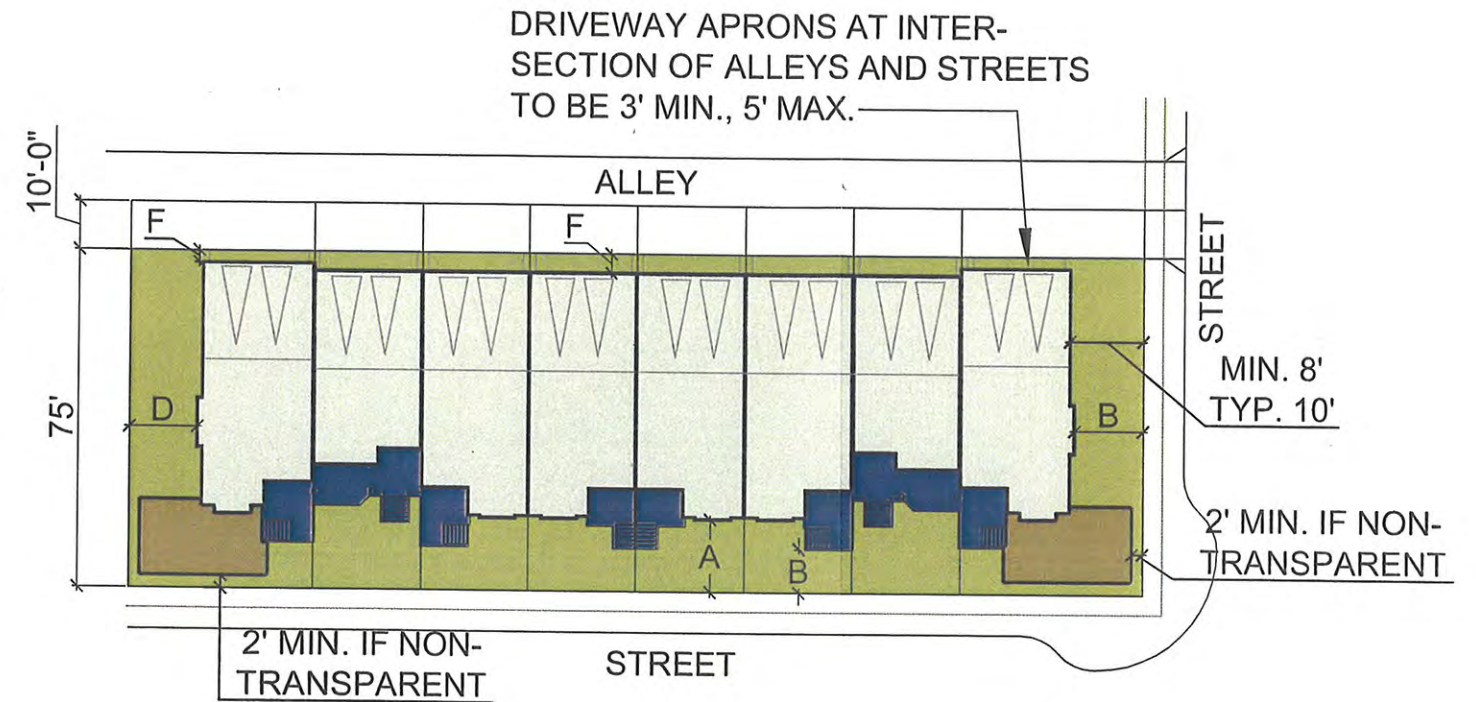 DRIVEWAY APRONS AT INTER-
SECTION OF ALLEYS AND STREETS
TO BE 3' MIN., 5' MAX.
10'-0"
ALLEY
F
F
STREET
75'
MIN. 8'
TYP. 10'
D
B
A
B
2' MIN. IF NON-
TRANSPARENT
2' MIN. IF NON-
TRANSPARENT
STREET